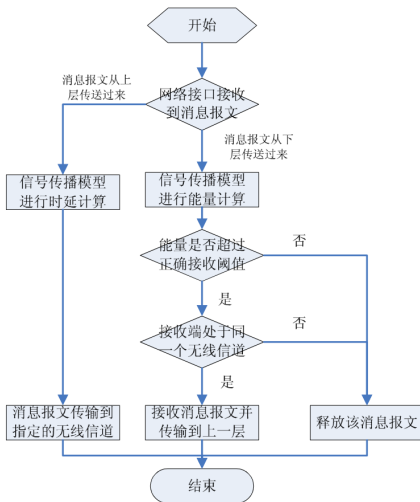 开始
消息报文从上
层传送过来
网络接口接收
到消息报文
消息报文从下
层传送过来
信号传播模型
进行时延计算
信号传播模型
进行能量计算
能量是否超过
正确接收阈值
否
是
接收端处于同
一个无线信道
否
是
消息报文传输到
指定的无线信道
接收消息报文并
传输到上一层
释放该消息报文
结束